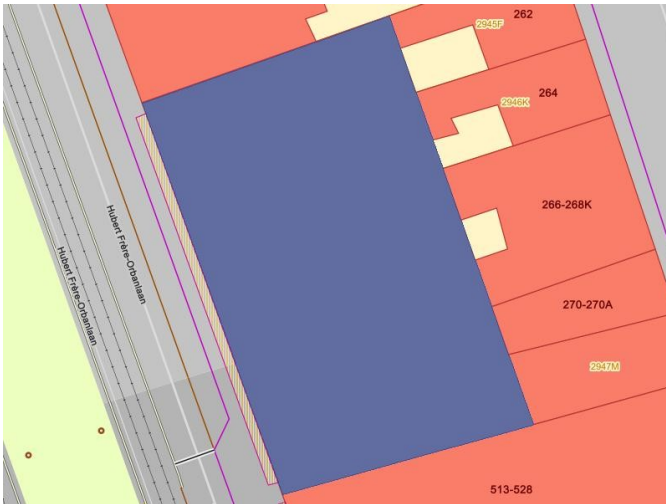 262
2945F
264
2946K
266-268K
Hubert Frère-Orbanlaan
Hubert Frère-Orbanlaan
270-270A
2947M
513-528